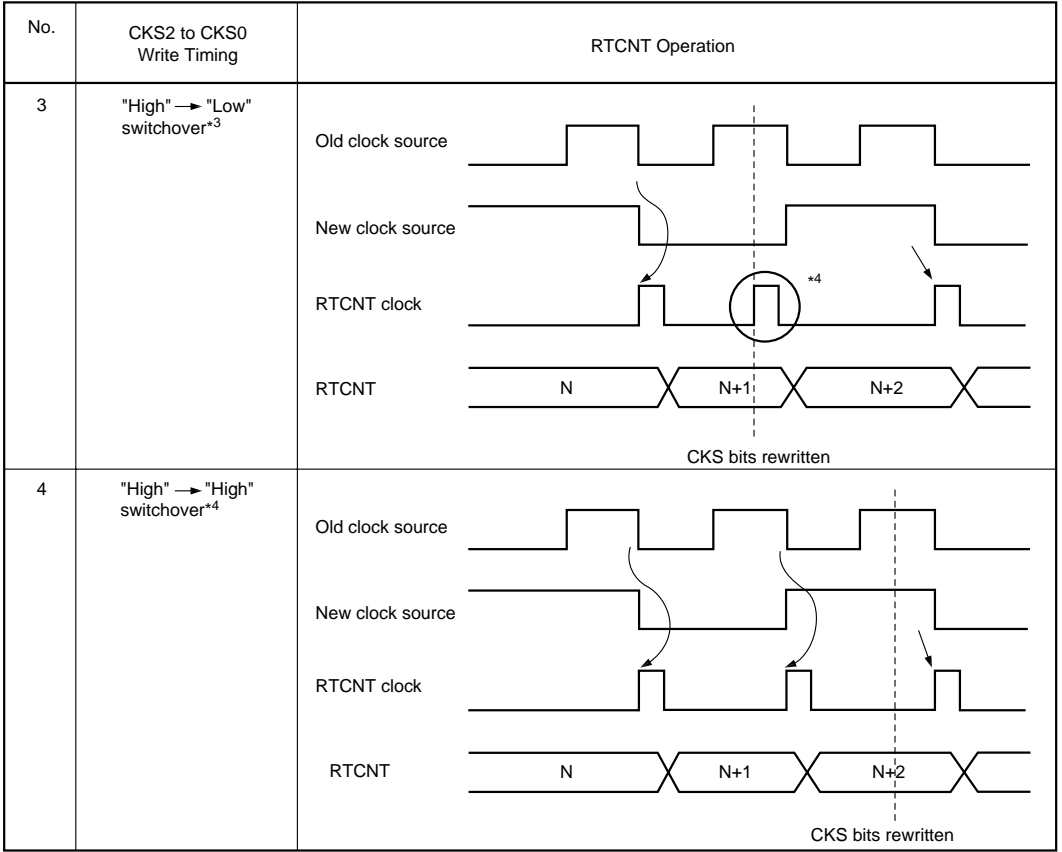 No.
CKS2 to CKS0
Write Timing
RTCNT Operation
3
"High" → "Low"
switchover*3
Old clock source
New clock source
RTCNT clock
*4
RTCNT
N
N+1
N+2
CKS bits rewritten
4
"High" → "High"
switchover*4
Old clock source
New clock source
RTCNT clock
RTCNT
N
N+1
N+2
CKS bits rewritten